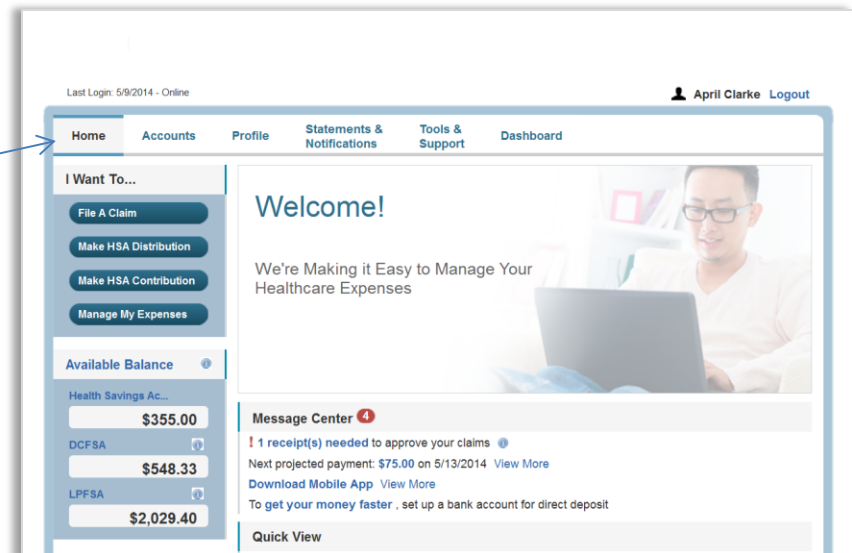 Last Login: 5/9/2014 - Online
April Clarke Logout
Home
Accounts
Profile
Statements &
Notifications
Tools &
Support
Dashboard
I Want To...
File A Claim
Make HSA Distribution
Make HSA Contribution
Manage My Expenses
Available Balance
Health Savings Ac...
$355.00
DCFSA
$548.33
LPFSA
$2,029.40
Welcome!
We're Making it Easy to Manage Your
Healthcare Expenses
Message Center 4
! 1 receipt(s) needed to approve your claims
Next projected payment: $75.00 on 5/13/2014 View More
Download Mobile App View More
To get your money faster , set up a bank account for direct deposit
Quick View